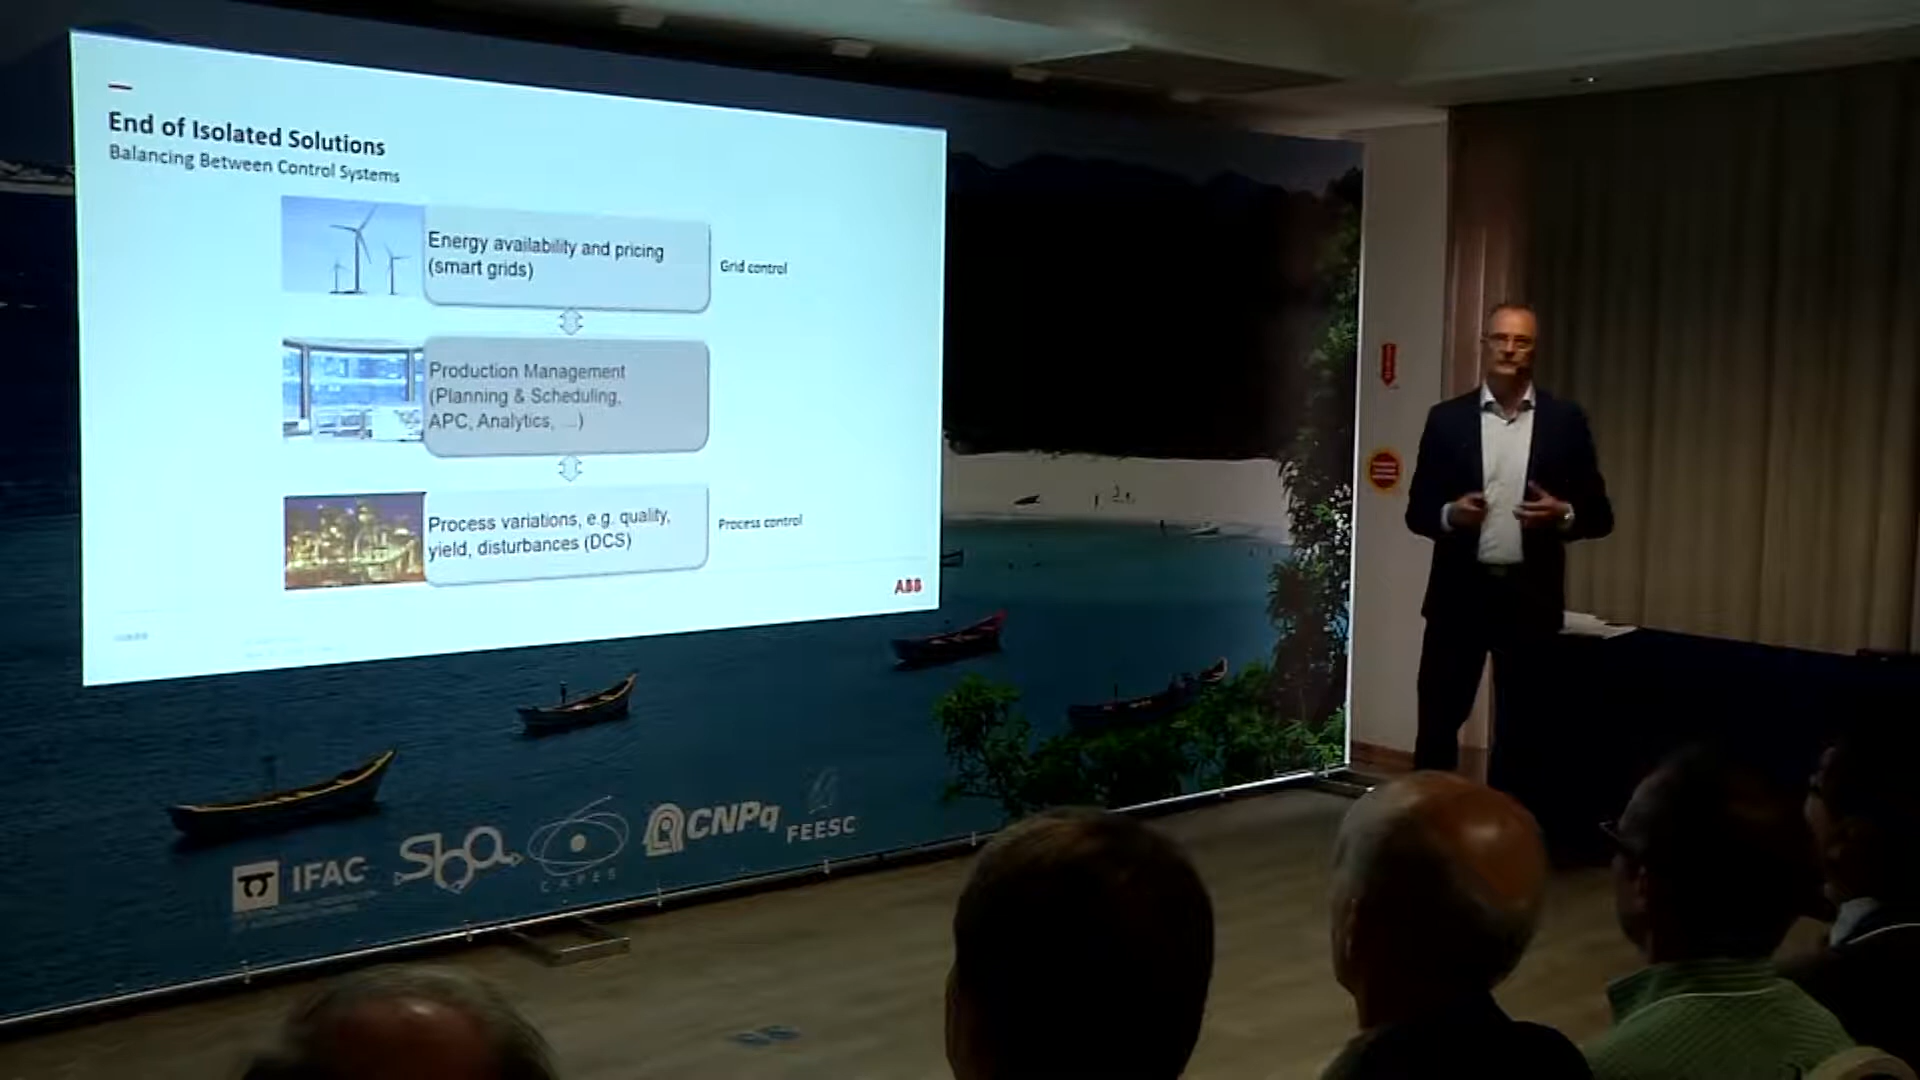 End of Isolated Solutions
Balancing Between Control Systems
Energy availability and pricing
(smart grids)
Grid control
Production Management
(Planning & Scheduling,
APC, Analytics, ...)
Process variations, e.g. quality,
yield, disturbances (DCS)
Process control
ABB
IFAC
sba
CAPES
CNPq
FEESC